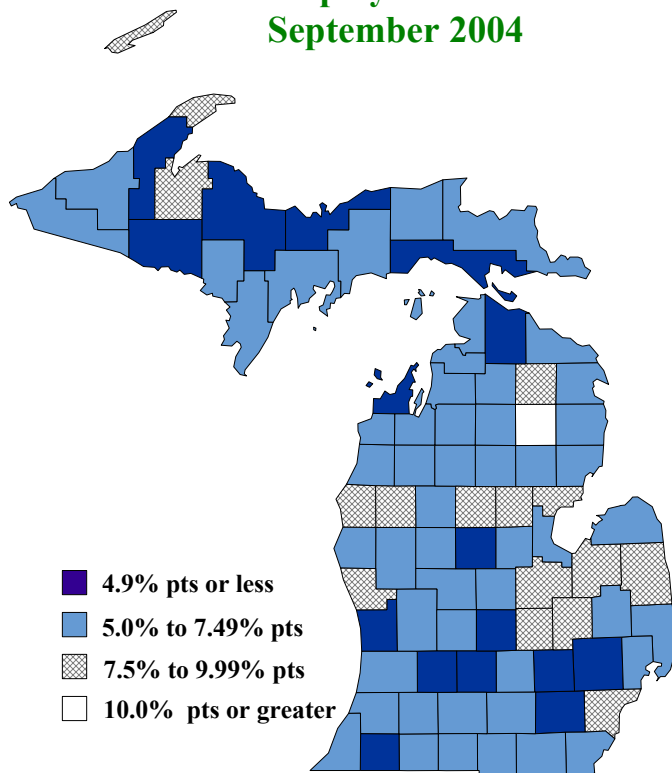 September 2004
4.9% pts or less
5.0% to 7.49% pts
7.5% to 9.99% pts
10.0% pts or greater